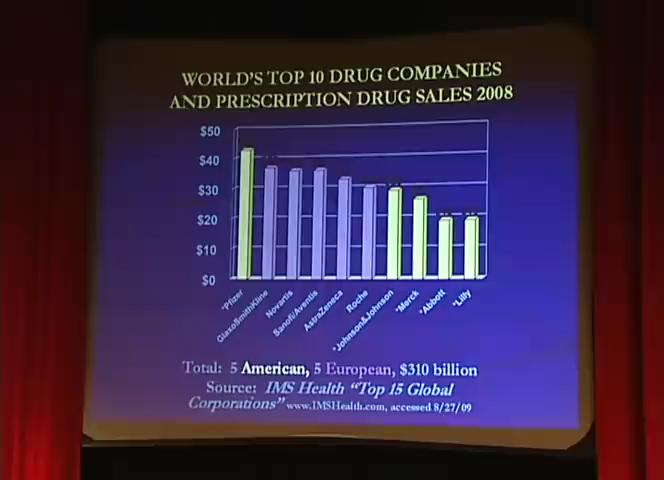 WORLD'S TOP 10 DRUG COMPANIES
AND PRESCRIPTION DRUG SALES 2008
$50
$40
$30
$20
$10
$0
*Pfizer
GlaxoSmithKline
Novartis
Sanofi/Aventis
AstraZeneca
Roche
*Johnson&Johnson
*Merck
*Abbott
*Lilly
Total: 5 American, 5 European, $310 billion
Source: IMS Health "Top 15 Global
Corporations" www.IMSHealth.com, accessed 8/27/09